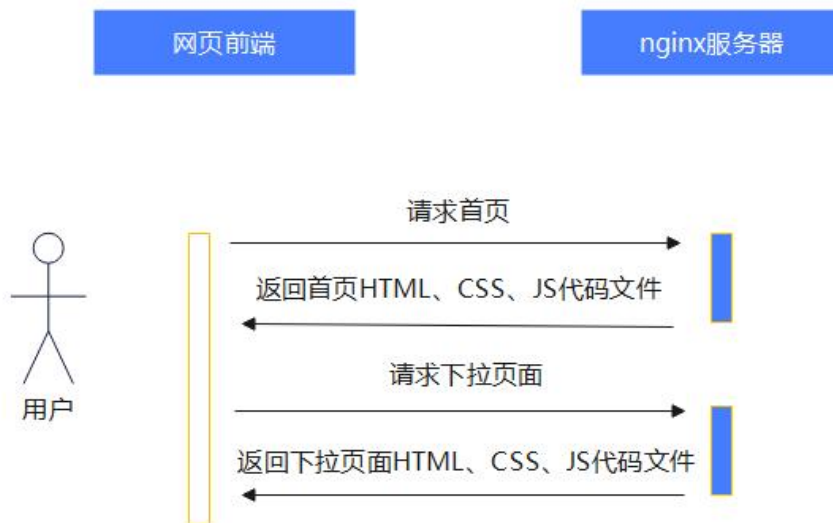 网页前端
nginx服务器
请求首页
返回首页HTML、CSS、JS代码文件
请求下拉页面
用户
返回下拉页面HTML、CSS、JS代码文件